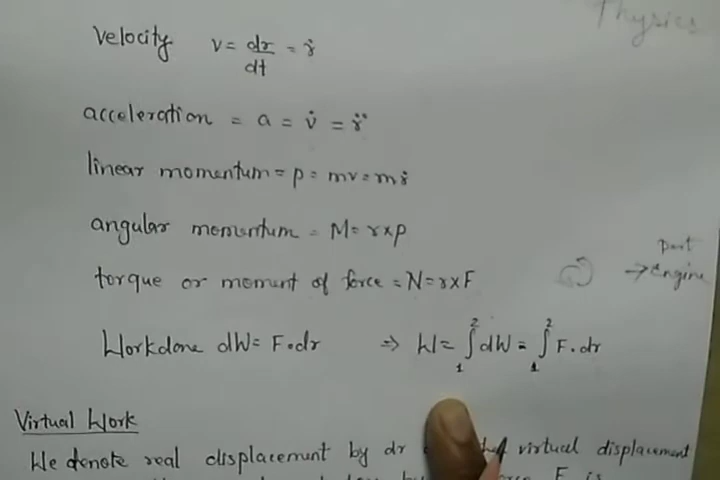 Physics
Velocity v = dr/dt = ṙ
acceleration = a = v̇ = r̈
linear momentum = p = mv = mṙ
angular momentum = M = r×p
part
→ engine
torque or moment of force = N = r×F
Workdone dW = F.dr ⇒ W = ∫₁² dW = ∫₁² F.dr
Virtual Work
We denote real displacement by dr virtual displacement
F is